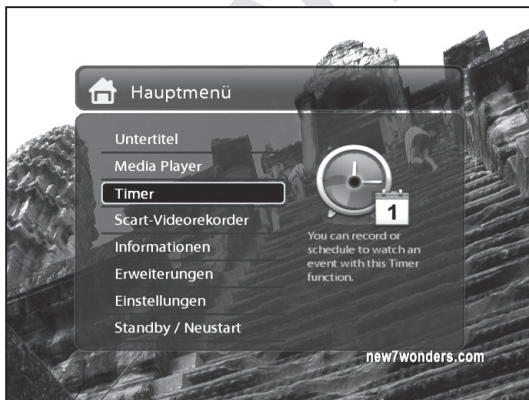 Hauptmenü
Untertitel
Media Player
Timer
Scart-Videorekorder
Informationen
Erweiterungen
Einstellungen
Standby / Neustart
1
You can record or
schedule to watch an
event with this Timer
function.
new7wonders.com